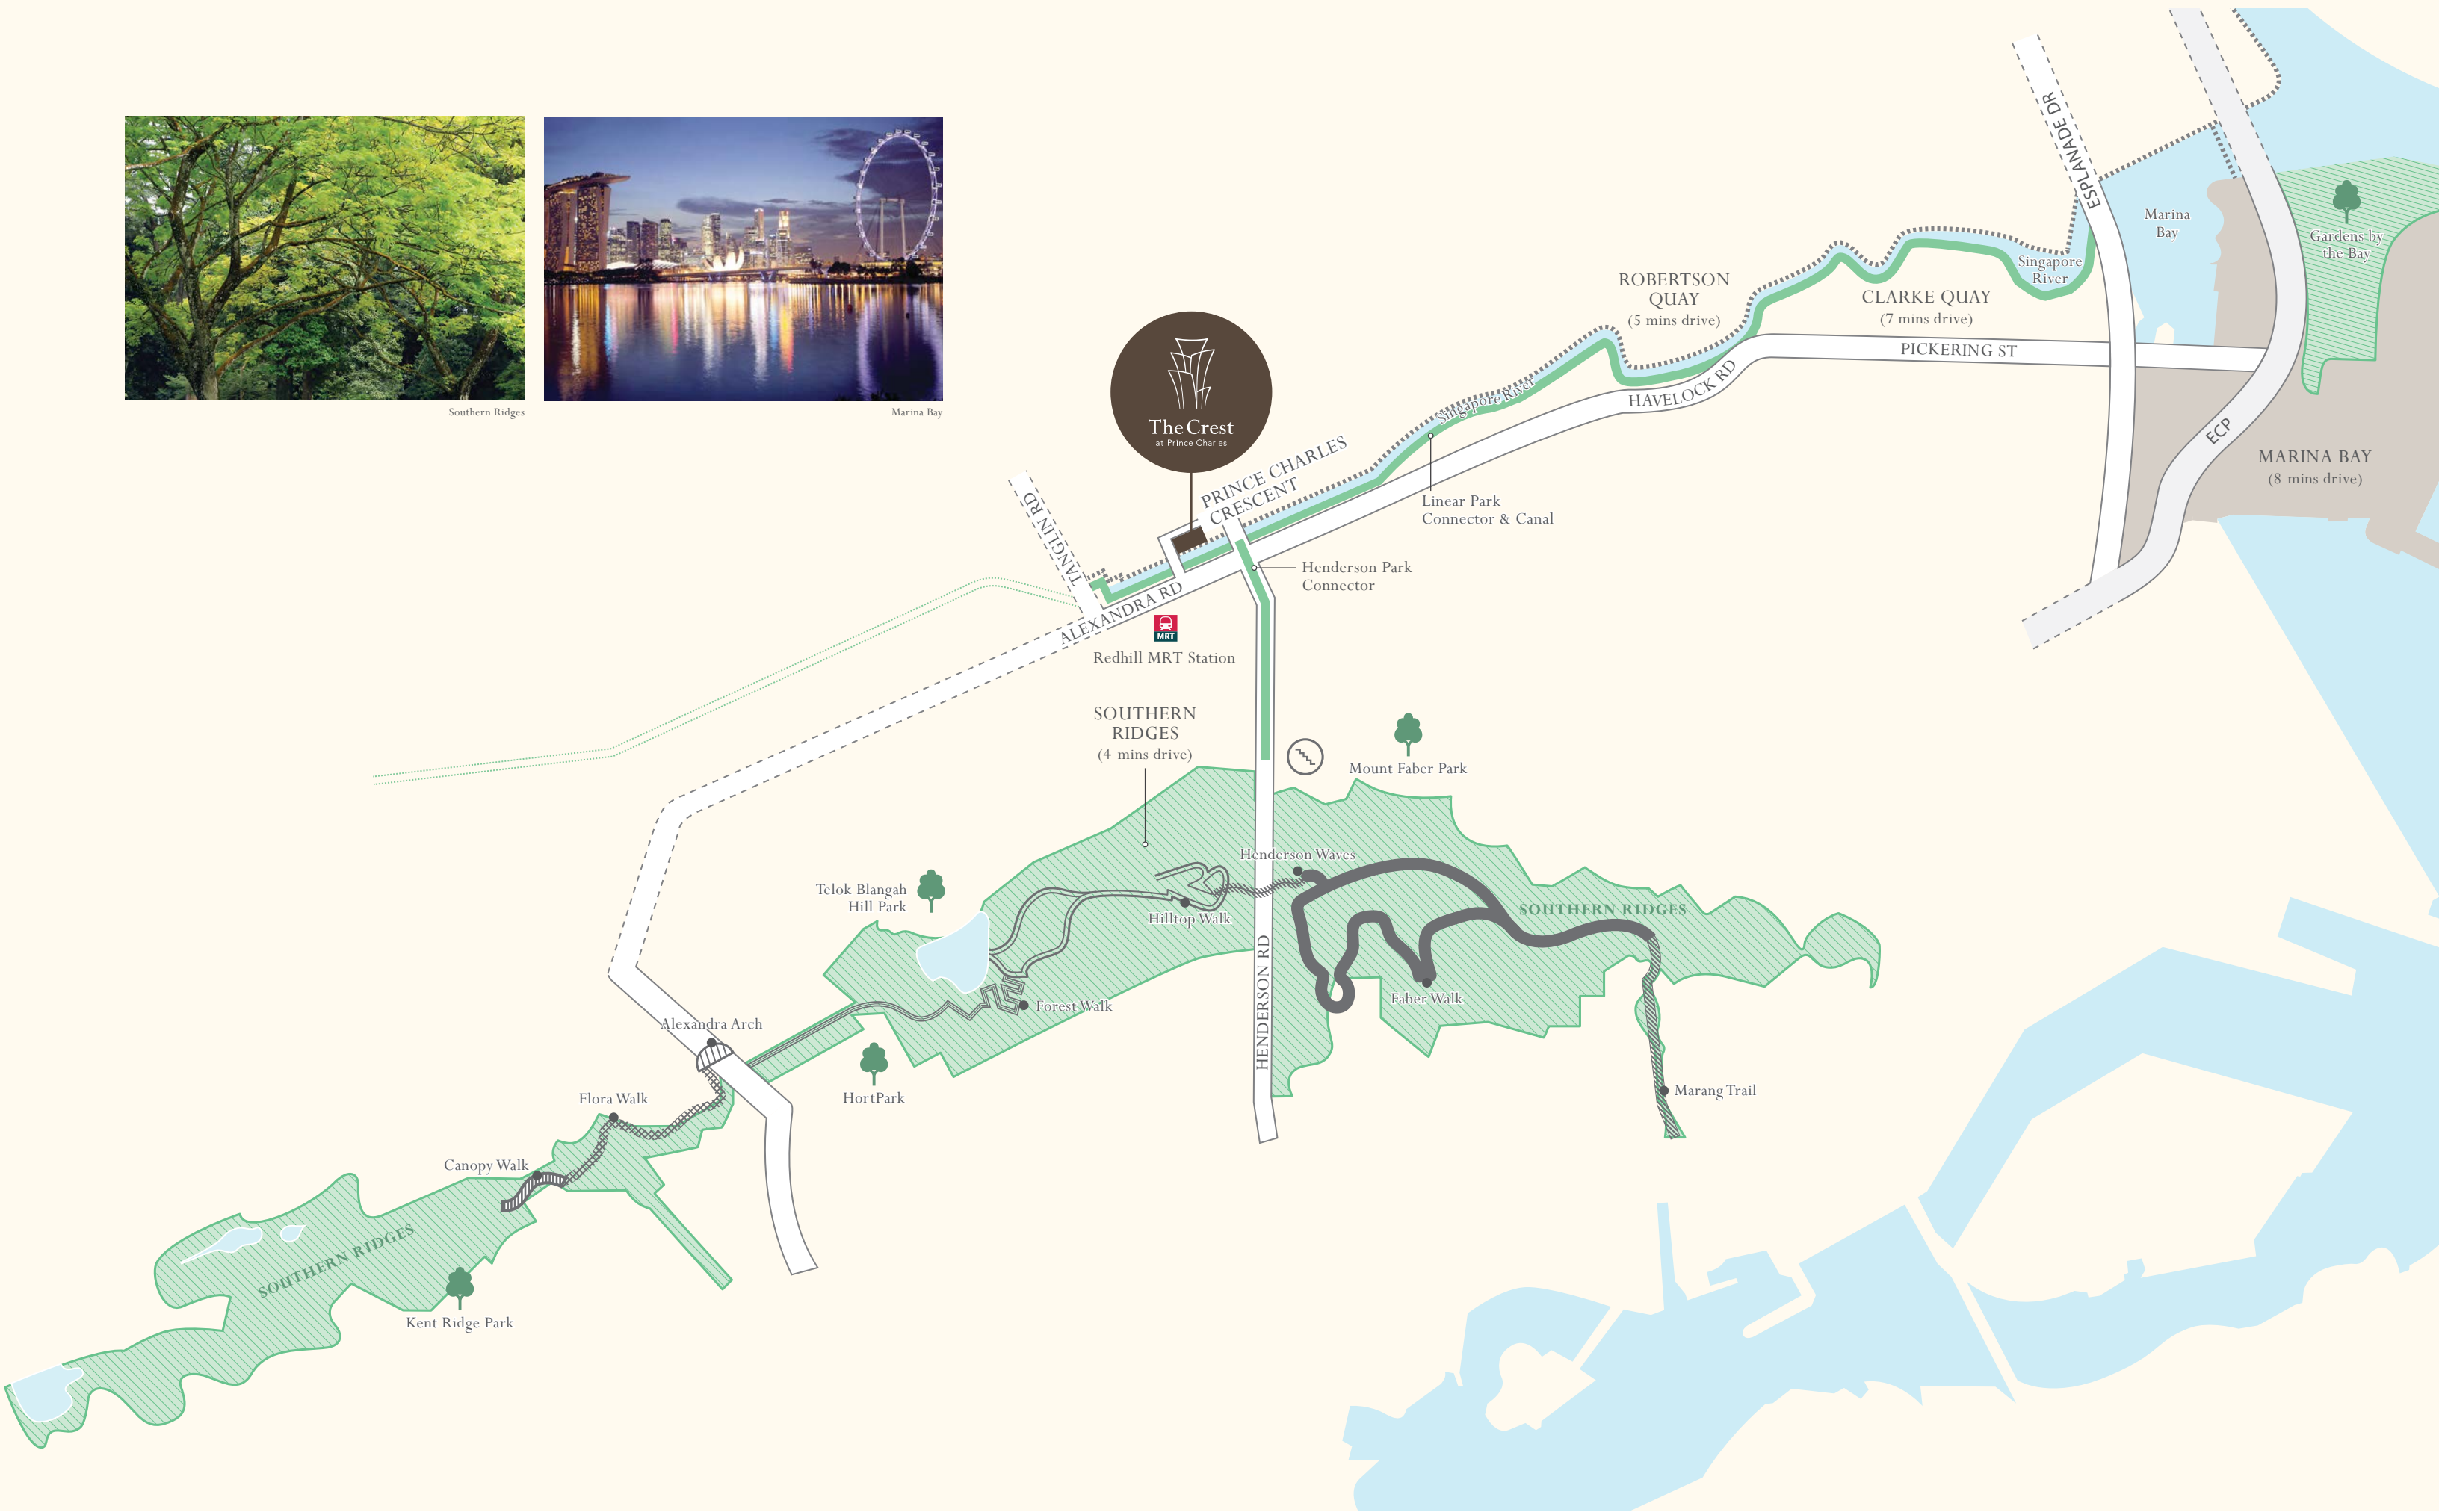 Southern Ridges
Marina Bay
The Crest
at Prince Charles
TANGLIN RD
PRINCE CHARLES
CRESCENT
ALEXANDRA RD
MRT
Redhill MRT Station
Henderson Park
Connector
Linear Park
Connector & Canal
Singapore River
HAVELOCK RD
ROBERTSON
QUAY
(5 mins drive)
CLARKE QUAY
(7 mins drive)
PICKERING ST
Singapore
River
ESPLANADE DR
Marina
Bay
Gardens by
the Bay
ECP
MARINA BAY
(8 mins drive)
SOUTHERN
RIDGES
(4 mins drive)
Mount Faber Park
Henderson Waves
Telok Blangah
Hill Park
Hilltop Walk
SOUTHERN RIDGES
Faber Walk
Forest Walk
HENDERSON RD
Alexandra Arch
HortPark
Marang Trail
Flora Walk
Canopy Walk
SOUTHERN RIDGES
Kent Ridge Park